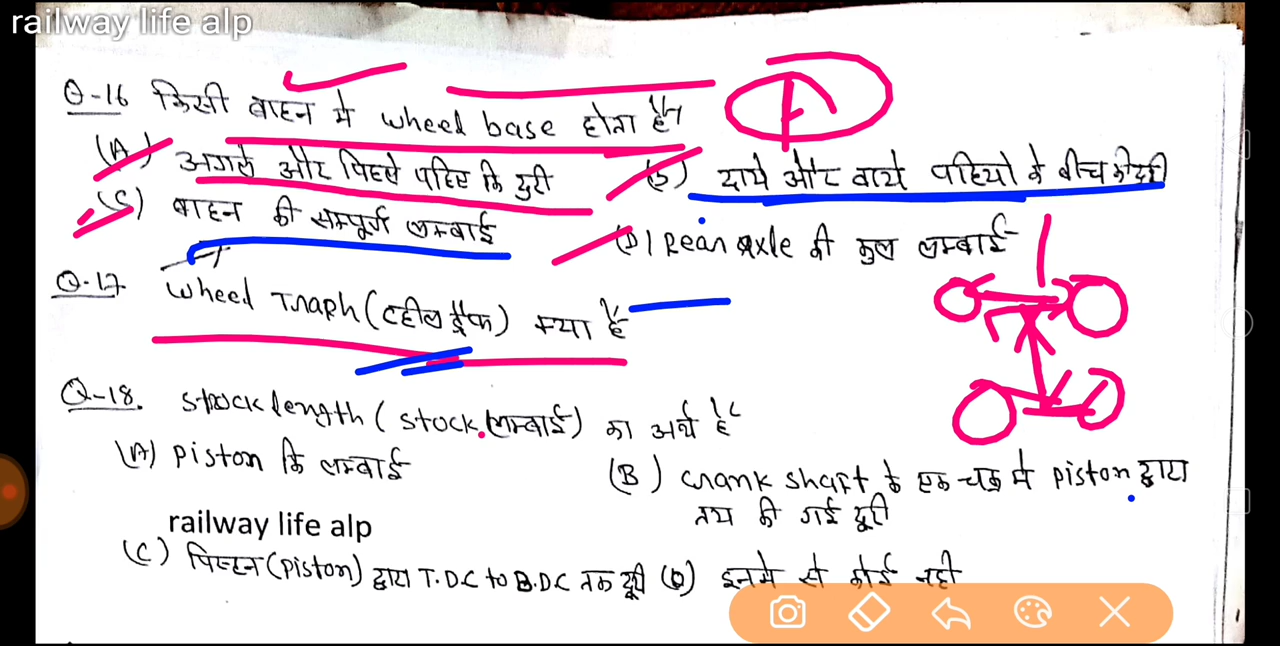 railway life alp
Q-16 किसी वाहन मे wheel base होता है।
(A) अगले और पिछले पहिए कि दुरी (B) दाये और वाये पहियो के बीच की दूरी
(C) वाहन की सम्पूर्ण लम्बाई (D) Rear axle की कुल लम्बाई
Q-17 wheel Traph (व्हील ट्रैक) क्या है
Q-18. stock length (stock लम्बाई) का अर्थ है
(A) piston कि लम्बाई (B) crank shaft के एक चक्र मे piston द्वारा
तय की गई दूरी
railway life alp
(C) पिस्टन (piston) द्वारा T.DC to B.DC तक दूरी (D) इनमे से कोई नही